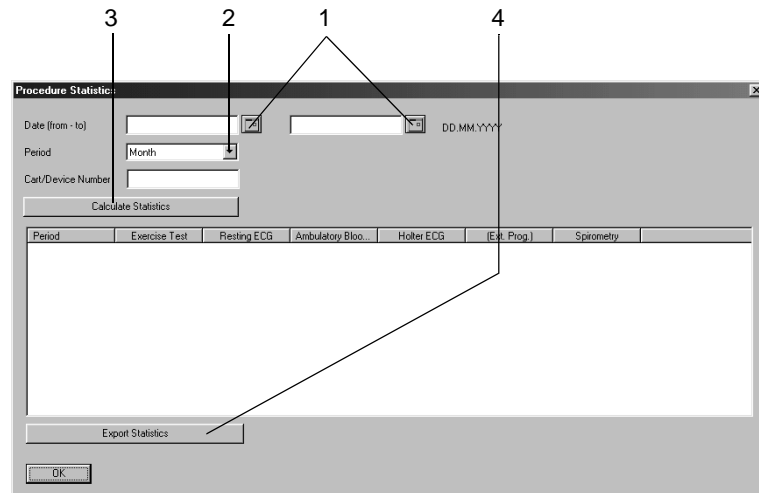 3 2 1 4
Procedure Statistics
Date (from - to) DD.MM.YYYY
Period Month
Cart/Device Number
Calculate Statistics
Period Exercise Test Resting ECG Ambulatory Bloo... Holter ECG (Ext. Prog.) Spirometry
Export Statistics
OK